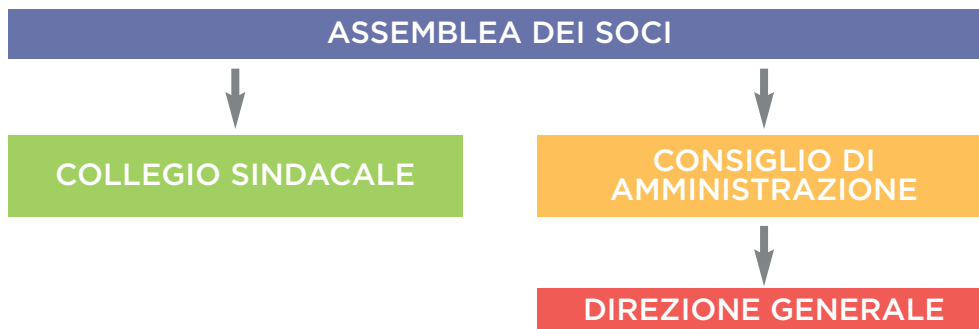 ASSEMBLEA DEI SOCI
COLLEGIO SINDACALE
CONSIGLIO DI
AMMINISTRAZIONE
DIREZIONE GENERALE